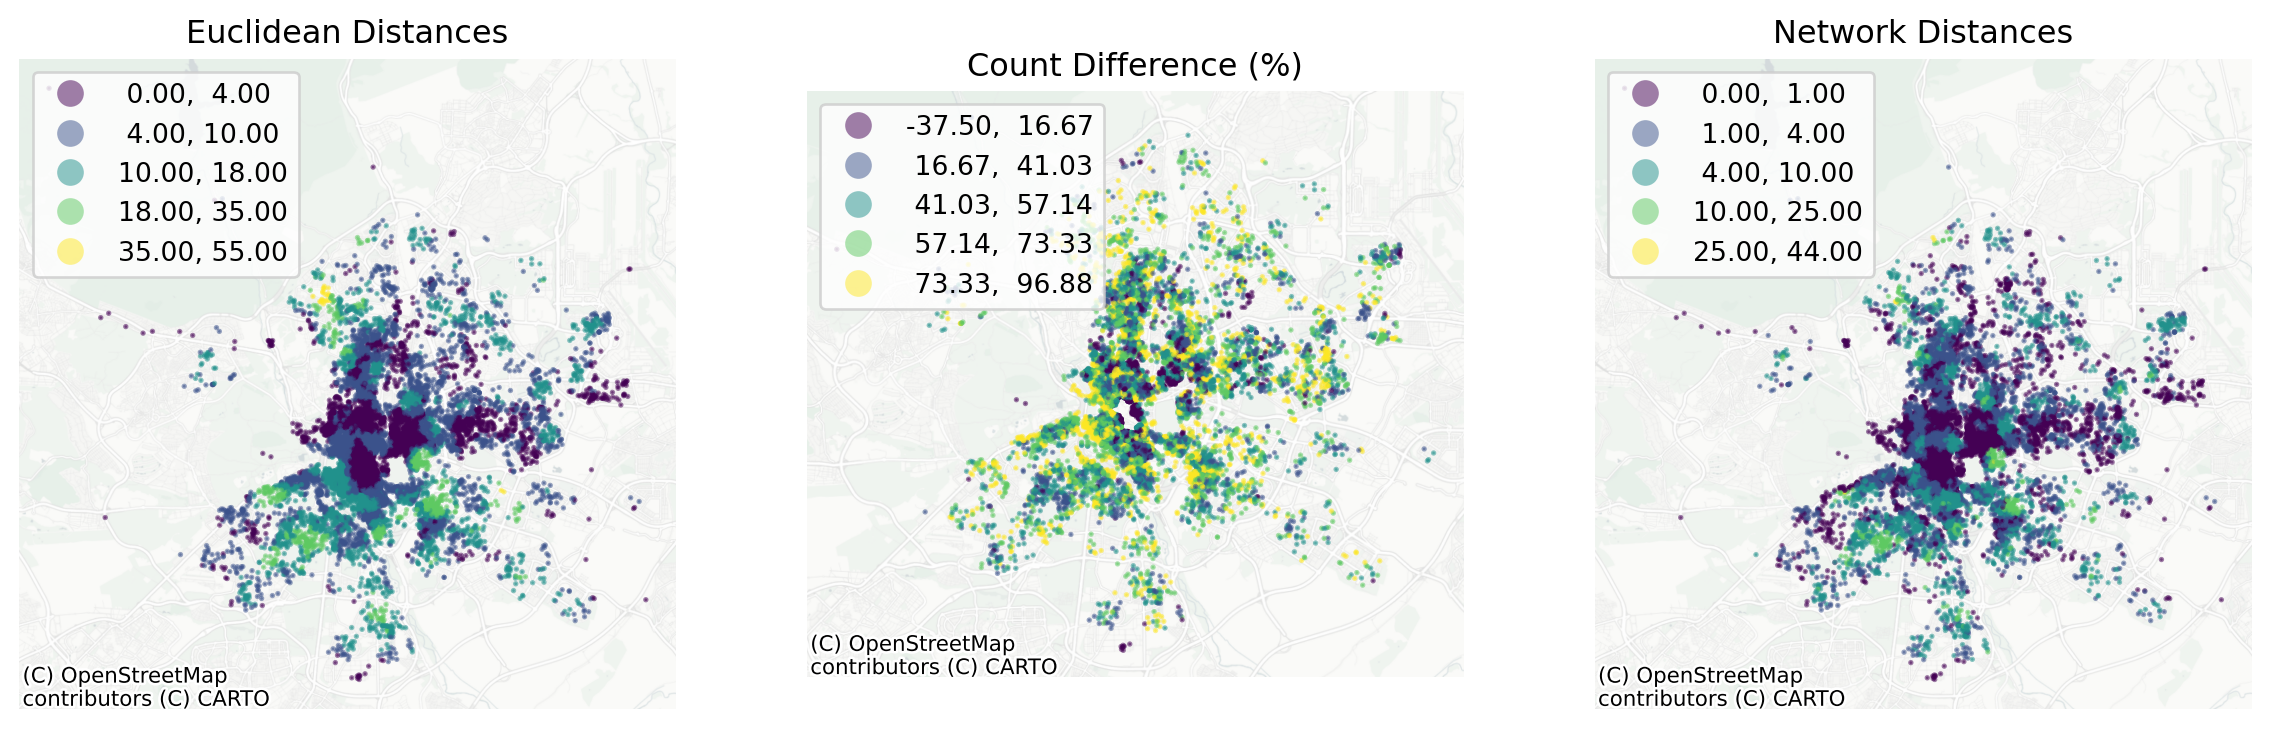 Euclidean Distances
0.00, 4.00
4.00, 10.00
10.00, 18.00
18.00, 35.00
35.00, 55.00
(C) OpenStreetMap
contributors (C) CARTO
Count Difference (%)
-37.50, 16.67
16.67, 41.03
41.03, 57.14
57.14, 73.33
73.33, 96.88
(C) OpenStreetMap
contributors (C) CARTO
Network Distances
0.00, 1.00
1.00, 4.00
4.00, 10.00
10.00, 25.00
25.00, 44.00
(C) OpenStreetMap
contributors (C) CARTO